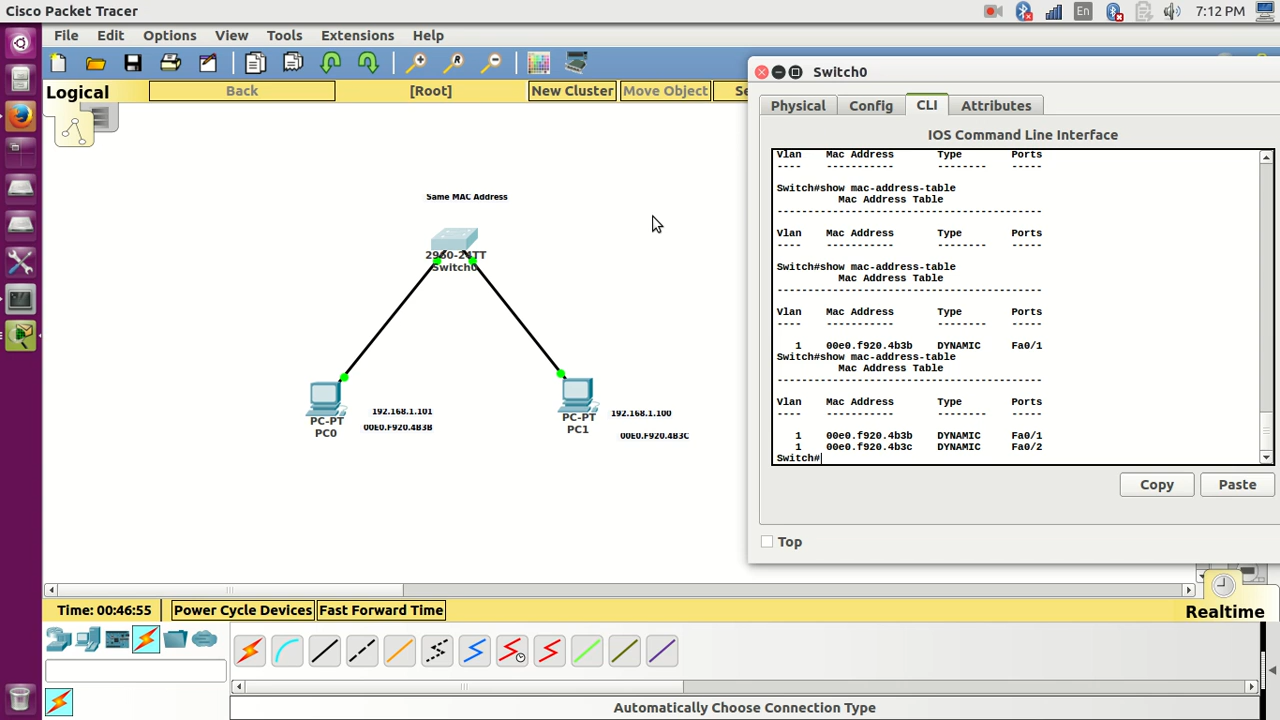 Cisco Packet Tracer
En
7:12 PM
File Edit Options View Tools Extensions Help
Logical
Back
[Root]
New Cluster
Move Object
Se
Same MAC Address
2960-24TT
Switch0
PC-PT
PC0
192.168.1.101
00E0.F920.4B3B
PC-PT
PC1
192.168.1.100
00E0.F920.4B3C
Switch0
Physical Config CLI Attributes
IOS Command Line Interface
Vlan Mac Address Type Ports
---- ----------- -------- -----
Switch#show mac-address-table
Mac Address Table
-------------------------------------------
Vlan Mac Address Type Ports
---- ----------- -------- -----
Switch#show mac-address-table
Mac Address Table
-------------------------------------------
Vlan Mac Address Type Ports
---- ----------- -------- -----
1 00e0.f920.4b3b DYNAMIC Fa0/1
Switch#show mac-address-table
Mac Address Table
-------------------------------------------
Vlan Mac Address Type Ports
---- ----------- -------- -----
1 00e0.f920.4b3b DYNAMIC Fa0/1
1 00e0.f920.4b3c DYNAMIC Fa0/2
Switch#
Copy
Paste
Top
Time: 00:46:55
Power Cycle Devices
Fast Forward Time
Realtime
Automatically Choose Connection Type